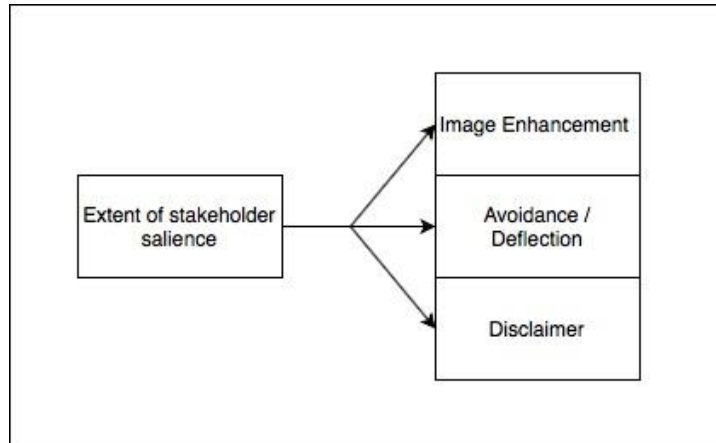 Image Enhancement
Extent of stakeholder
salience
Avoidance /
Deflection
Disclaimer